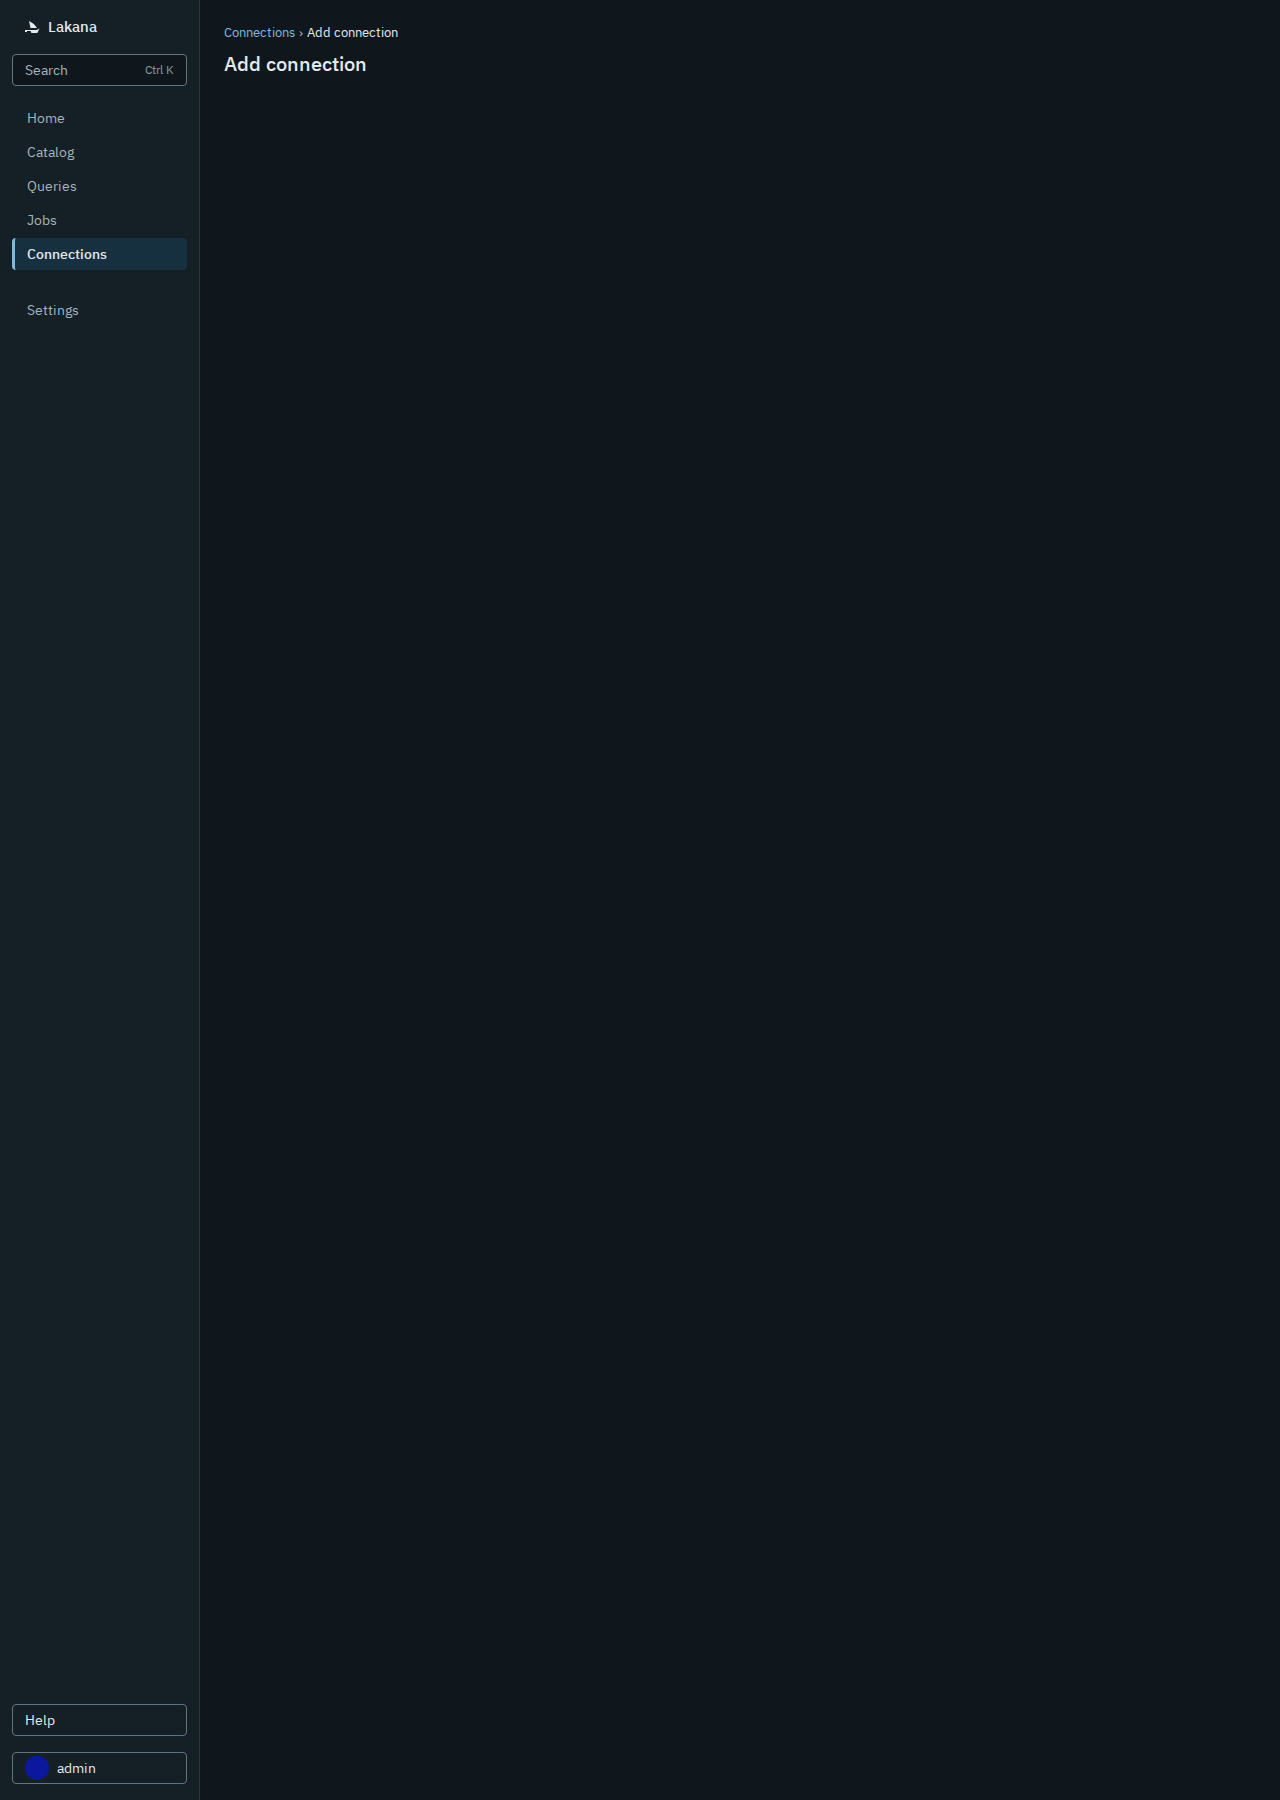 Lakana
Search Ctrl K
Home
Catalog
Queries
Jobs
Connections
Settings
Help
admin
Connections › Add connection
Add connection